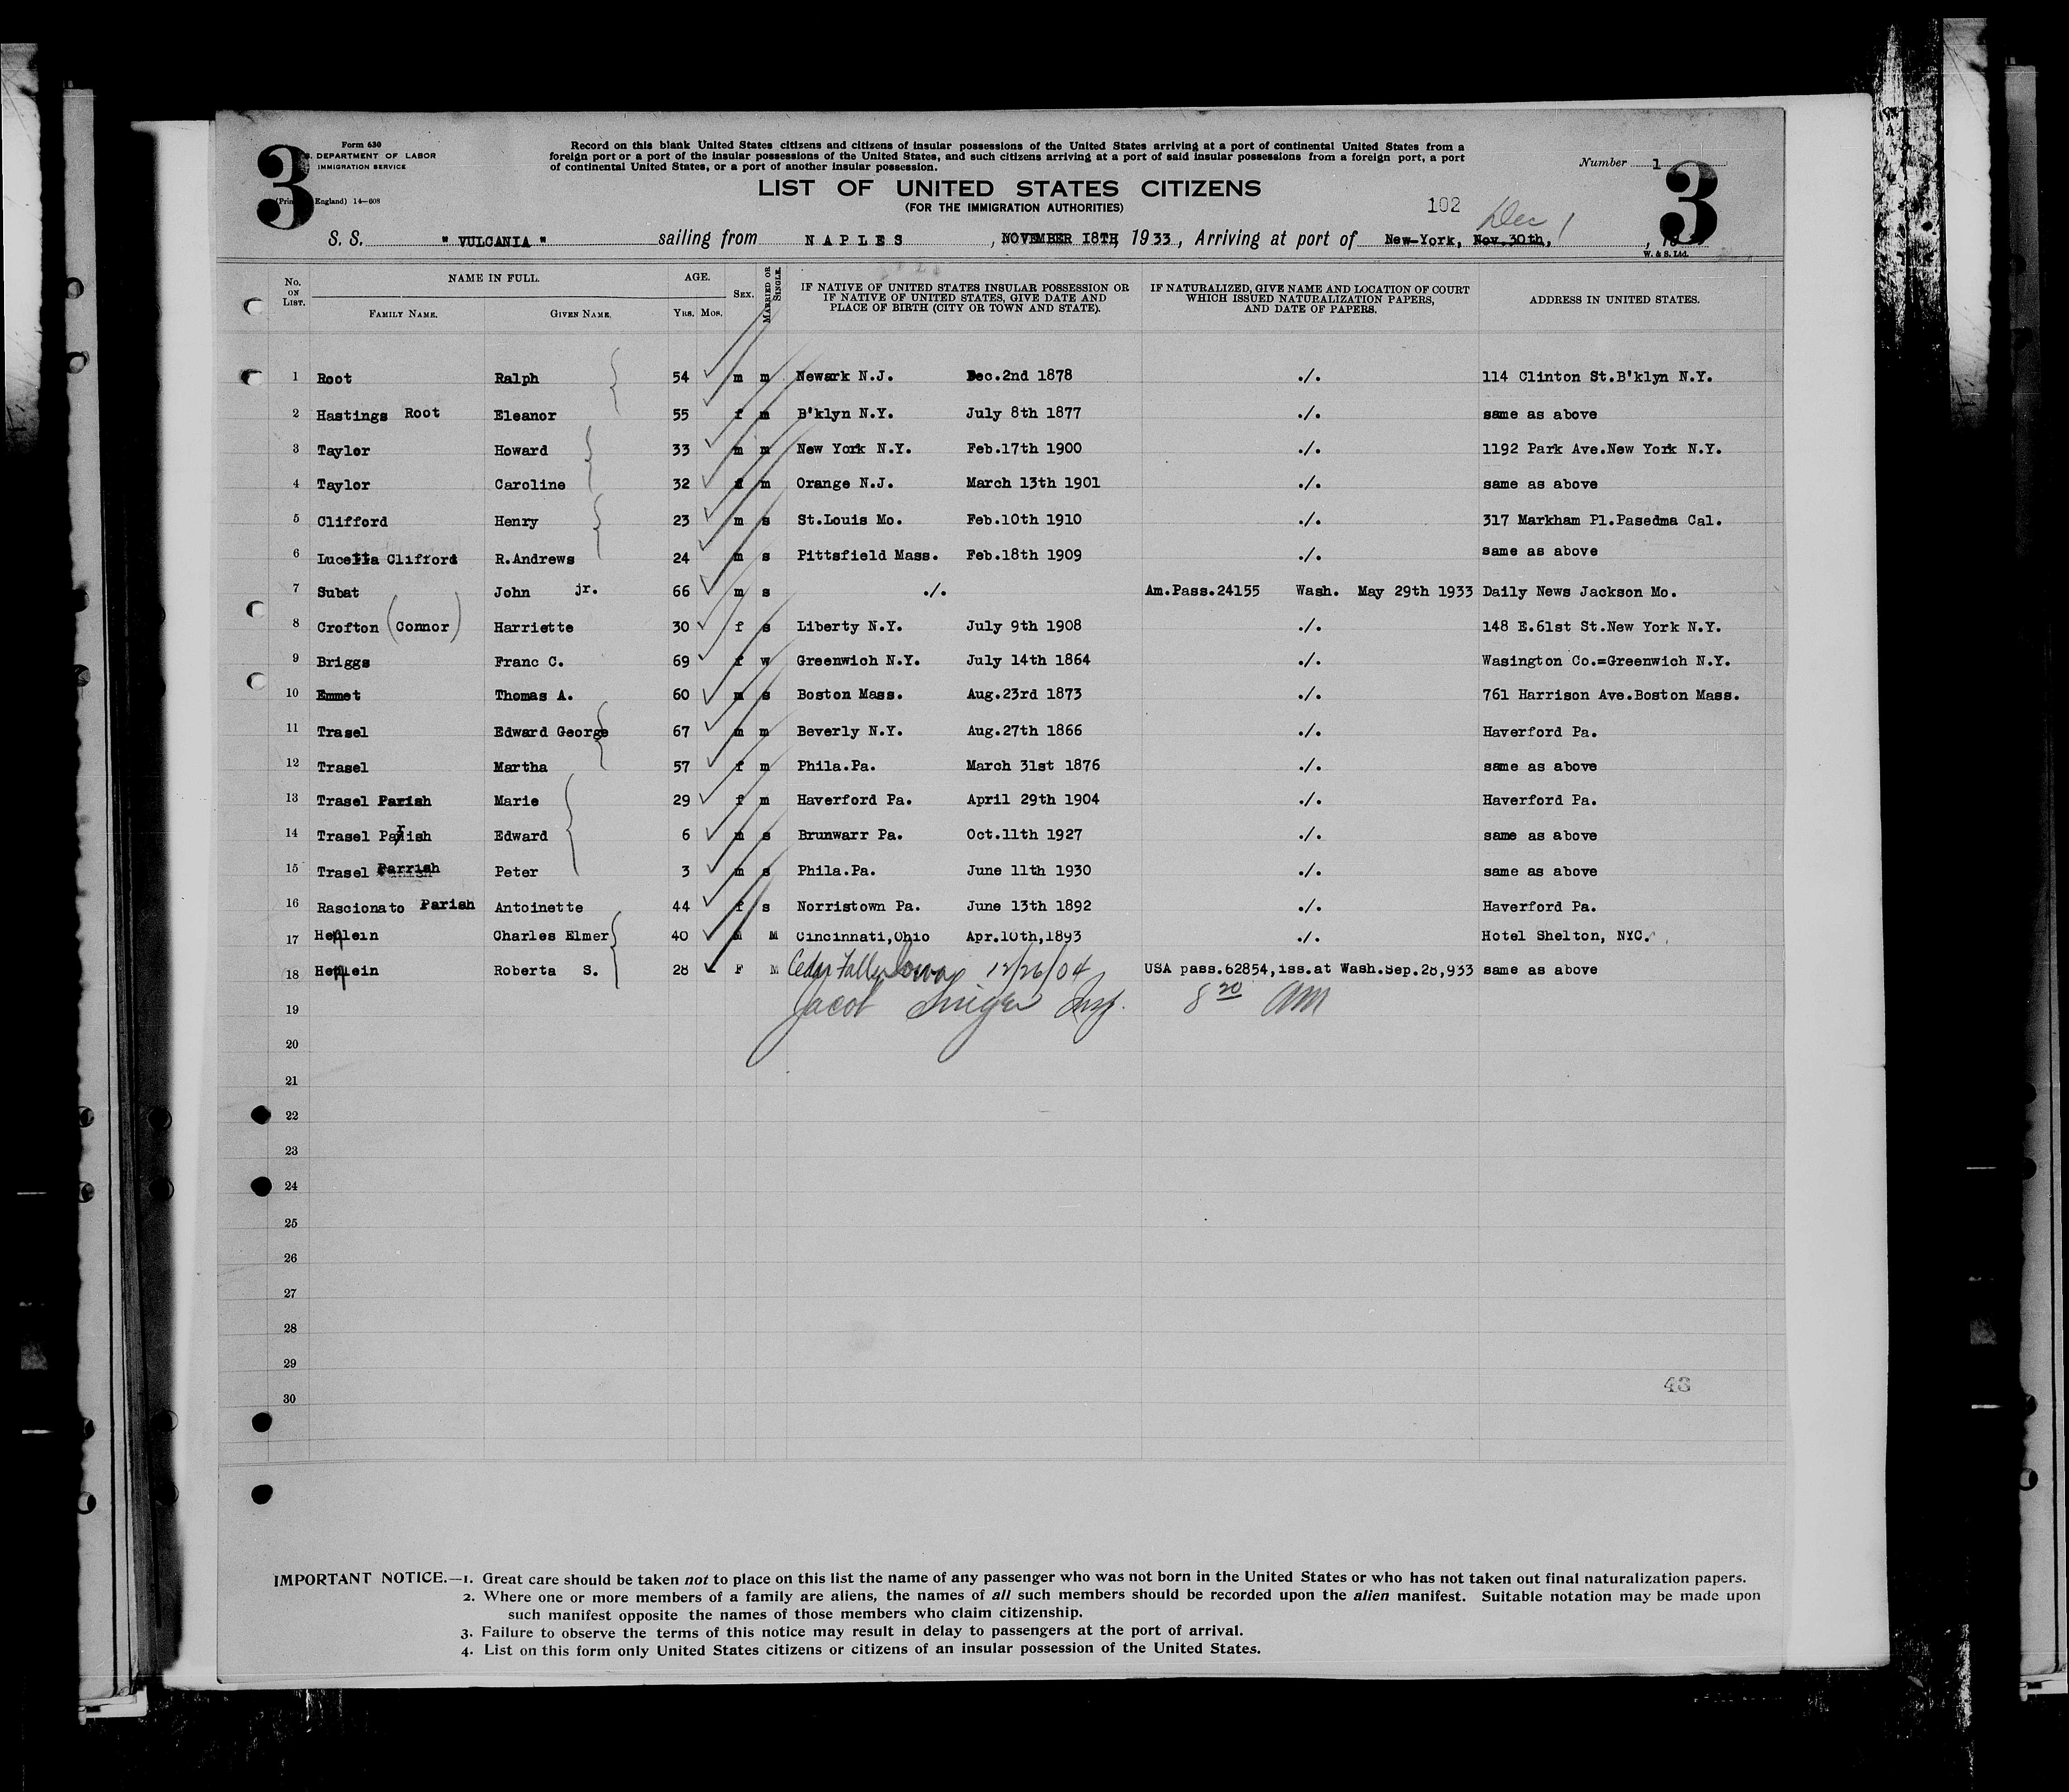 3
Form 630
DEPARTMENT OF LABOR
IMMIGRATION SERVICE
England) 14—608
Record on this blank United States citizens and citizens of insular possessions of the United States arriving at a port of continental United States from a
foreign port or a port of the insular possessions of the United States, and such citizens arriving at a port of said insular possessions from a foreign port, a port
of continental United States, or a port of another insular possession.
Number 1
3
LIST OF UNITED STATES CITIZENS
(FOR THE IMMIGRATION AUTHORITIES)
102
Dec 1
S. S. " VULCANIA " sailing from NAPLES, NOVEMBER 18TH 1933, Arriving at port of New-York, Nov.30th,
W. & S. Ltd.
No. ON LIST. NAME IN FULL. FAMILY NAME. GIVEN NAME. AGE. YRS. MOS. SEX. MARRIED OR SINGLE. IF NATIVE OF UNITED STATES INSULAR POSSESSION OR IF NATIVE OF UNITED STATES, GIVE DATE AND PLACE OF BIRTH (CITY OR TOWN AND STATE). IF NATURALIZED, GIVE NAME AND LOCATION OF COURT WHICH ISSUED NATURALIZATION PAPERS, AND DATE OF PAPERS. ADDRESS IN UNITED STATES.
1 Root Ralph 54 m m Newark N.J. Dec.2nd 1878 ./. 114 Clinton St.B'klyn N.Y.
2 Hastings Root Eleanor 55 f m B'klyn N.Y. July 8th 1877 ./. same as above
3 Taylor Howard 33 m m New York N.Y. Feb.17th 1900 ./. 1192 Park Ave.New York N.Y.
4 Taylor Caroline 32 f m Orange N.J. March 13th 1901 ./. same as above
5 Clifford Henry 23 m s St.Louis Mo. Feb.10th 1910 ./. 317 Markham Pl.Pasedma Cal.
6 Lucetta Clifford R.Andrews 24 m s Pittsfield Mass. Feb.18th 1909 ./. same as above
7 Subat John jr. 66 m s ./. Am.Pass.24155 Wash. May 29th 1933 Daily News Jackson Mo.
8 Crofton (Connor) Harriette 30 f s Liberty N.Y. July 9th 1908 ./. 148 E.61st St.New York N.Y.
9 Briggs Franc C. 69 f w Greenwich N.Y. July 14th 1864 ./. Wasington Co.=Greenwich N.Y.
10 Emmet Thomas A. 60 m s Boston Mass. Aug.23rd 1873 ./. 761 Harrison Ave.Boston Mass.
11 Trasel Edward George 67 m m Beverly N.Y. Aug.27th 1866 ./. Haverford Pa.
12 Trasel Martha 57 f m Phila.Pa. March 31st 1876 ./. same as above
13 Trasel Parish Marie 29 f m Haverford Pa. April 29th 1904 ./. Haverford Pa.
14 Trasel Parish Edward 6 m s Brunwarr Pa. Oct.11th 1927 ./. same as above
15 Trasel Parrish Peter 3 m s Phila.Pa. June 11th 1930 ./. same as above
16 Rascionato Parish Antoinette 44 f s Norristown Pa. June 13th 1892 ./. Haverford Pa.
17 Charles Elmer 40 M Cincinnati,Ohio Apr.10th,1893 ./. Hotel Shelton, NYC.
18 Roberta S. 28 F M Cedar Falls Iowa 12/26/04 USA pass.62854,iss.at Wash.Sep.28,933 same as above
19 Jacob Insp. 8 20 AM
20
21
22
23
24
25
26
27
28
29
30
48
IMPORTANT NOTICE.—1. Great care should be taken not to place on this list the name of any passenger who was not born in the United States or who has not taken out final naturalization papers.
2. Where one or more members of a family are aliens, the names of all such members should be recorded upon the alien manifest. Suitable notation may be made upon
such manifest opposite the names of those members who claim citizenship.
3. Failure to observe the terms of this notice may result in delay to passengers at the port of arrival.
4. List on this form only United States citizens or citizens of an insular possession of the United States.